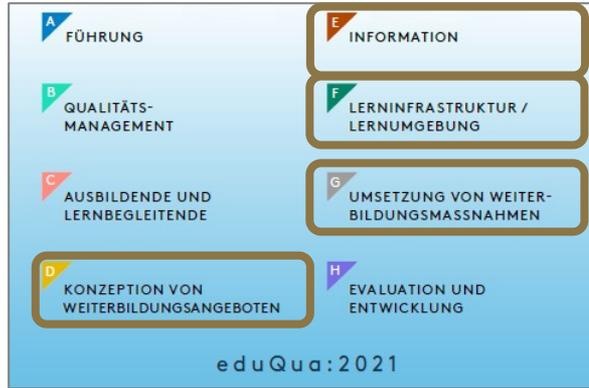 A
FÜHRUNG
B
QUALITÄTS-
MANAGEMENT
C
AUSBILDENDE UND
LERNBEGLEITENDE
D
KONZEPTION VON
WEITERBILDUNGSANGEBOTEN
E
INFORMATION
F
LERNINFRASTRUKTUR /
LERNUMGEBUNG
G
UMSETZUNG VON WEITER-
BILDUNGSMASSNAHMEN
H
EVALUATION UND
ENTWICKLUNG
eduQua:2021